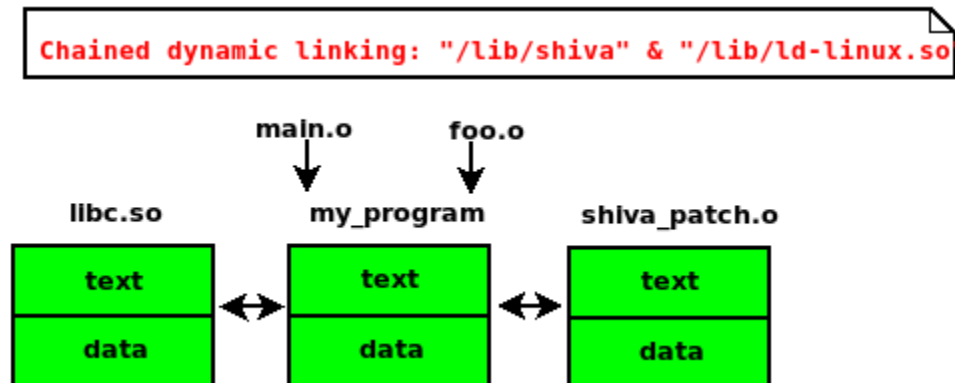 Chained dynamic linking: "/lib/shiva" & "/lib/ld-linux.so
main.o foo.o
libc.so my_program shiva_patch.o
text text text
data data data